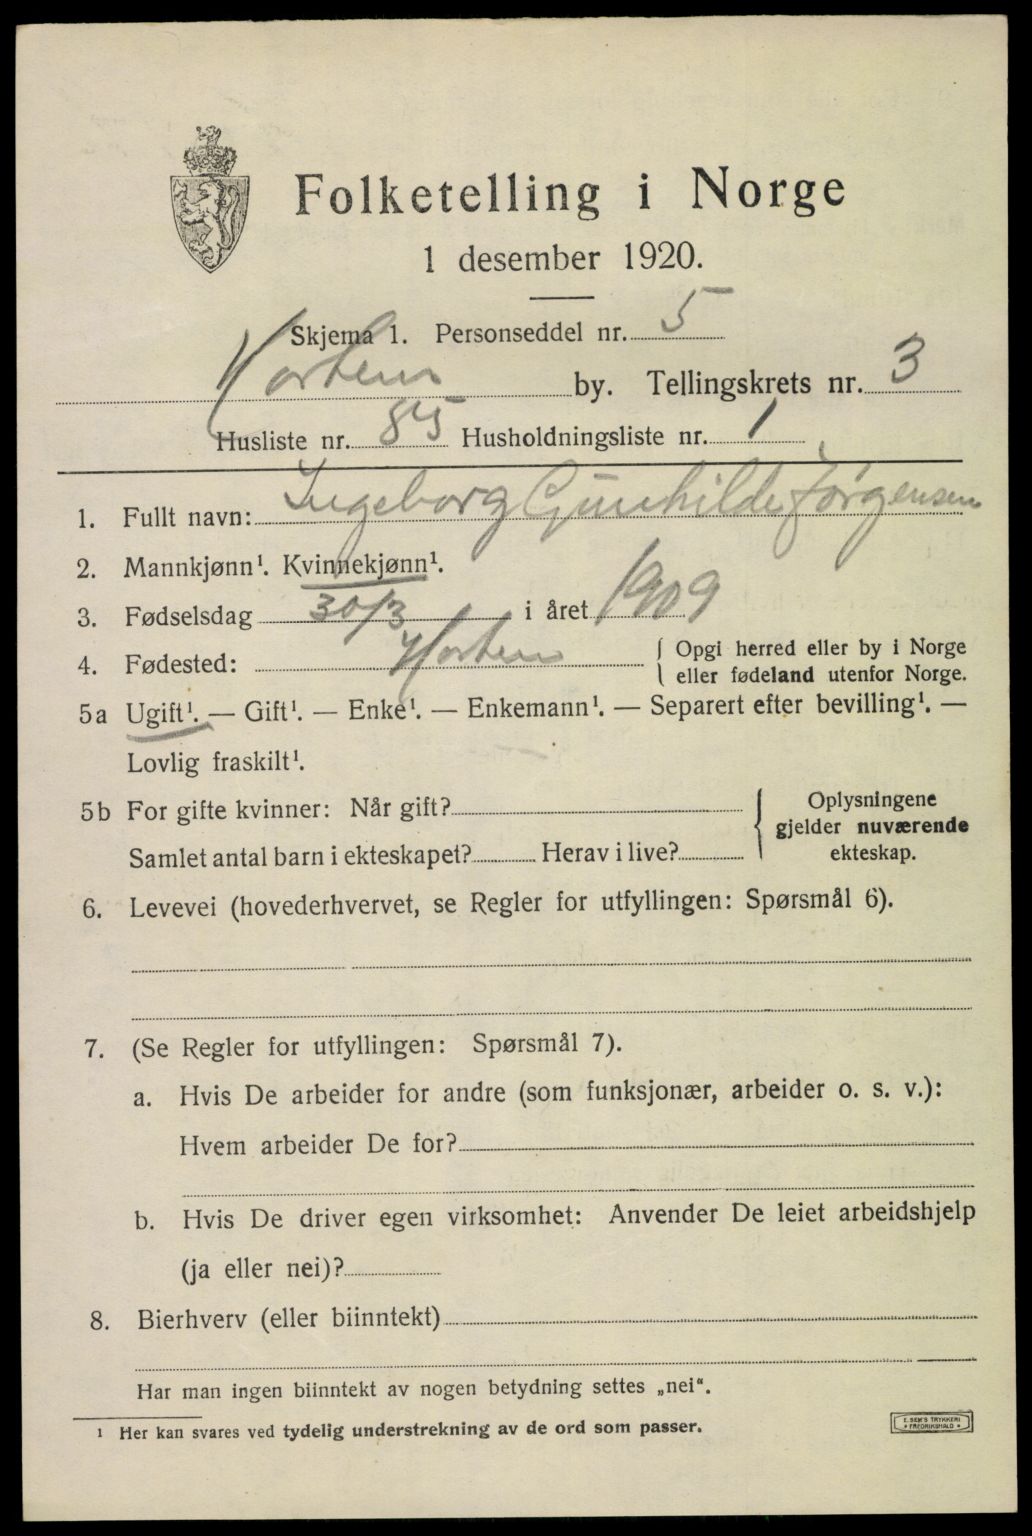 Folketelling i Norge
1 desember 1920.
Skjema 1. Personseddel nr. 5
Horten by. Tellingskrets nr. 3
Husliste nr. 85 Husholdningsliste nr. 1
1. Fullt navn: Ingeborg Gunhilde Jørgensen
2. Mannkjønn¹. Kvinnekjønn¹.
3. Fødselsdag 30/3 i året 1909
4. Fødested: Horten { Opgi herred eller by i Norge
eller fødeland utenfor Norge.
5a Ugift¹. — Gift¹. — Enke¹. — Enkemann¹. — Separert efter bevilling¹. —
Lovlig fraskilt¹.
5b For gifte kvinner: Når gift? { Oplysningene
gjelder nuværende
Samlet antal barn i ekteskapet? Herav i live? ekteskap.
6. Levevei (hovederhvervet, se Regler for utfyllingen: Spørsmål 6).
7. (Se Regler for utfyllingen: Spørsmål 7).
a. Hvis De arbeider for andre (som funksjonær, arbeider o. s. v.):
Hvem arbeider De for?
b. Hvis De driver egen virksomhet: Anvender De leiet arbeidshjelp
(ja eller nei)?
8. Bierhverv (eller biinntekt)
Har man ingen biinntekt av nogen betydning settes „nei“.
¹ Her kan svares ved tydelig understrekning av de ord som passer.
E. SEM'S TRYKKERI
• FREDRIKSHALD •